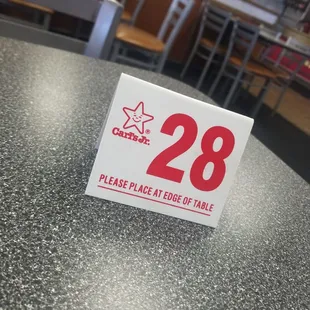 28
Carl's Jr.®
PLEASE PLACE AT EDGE OF TABLE